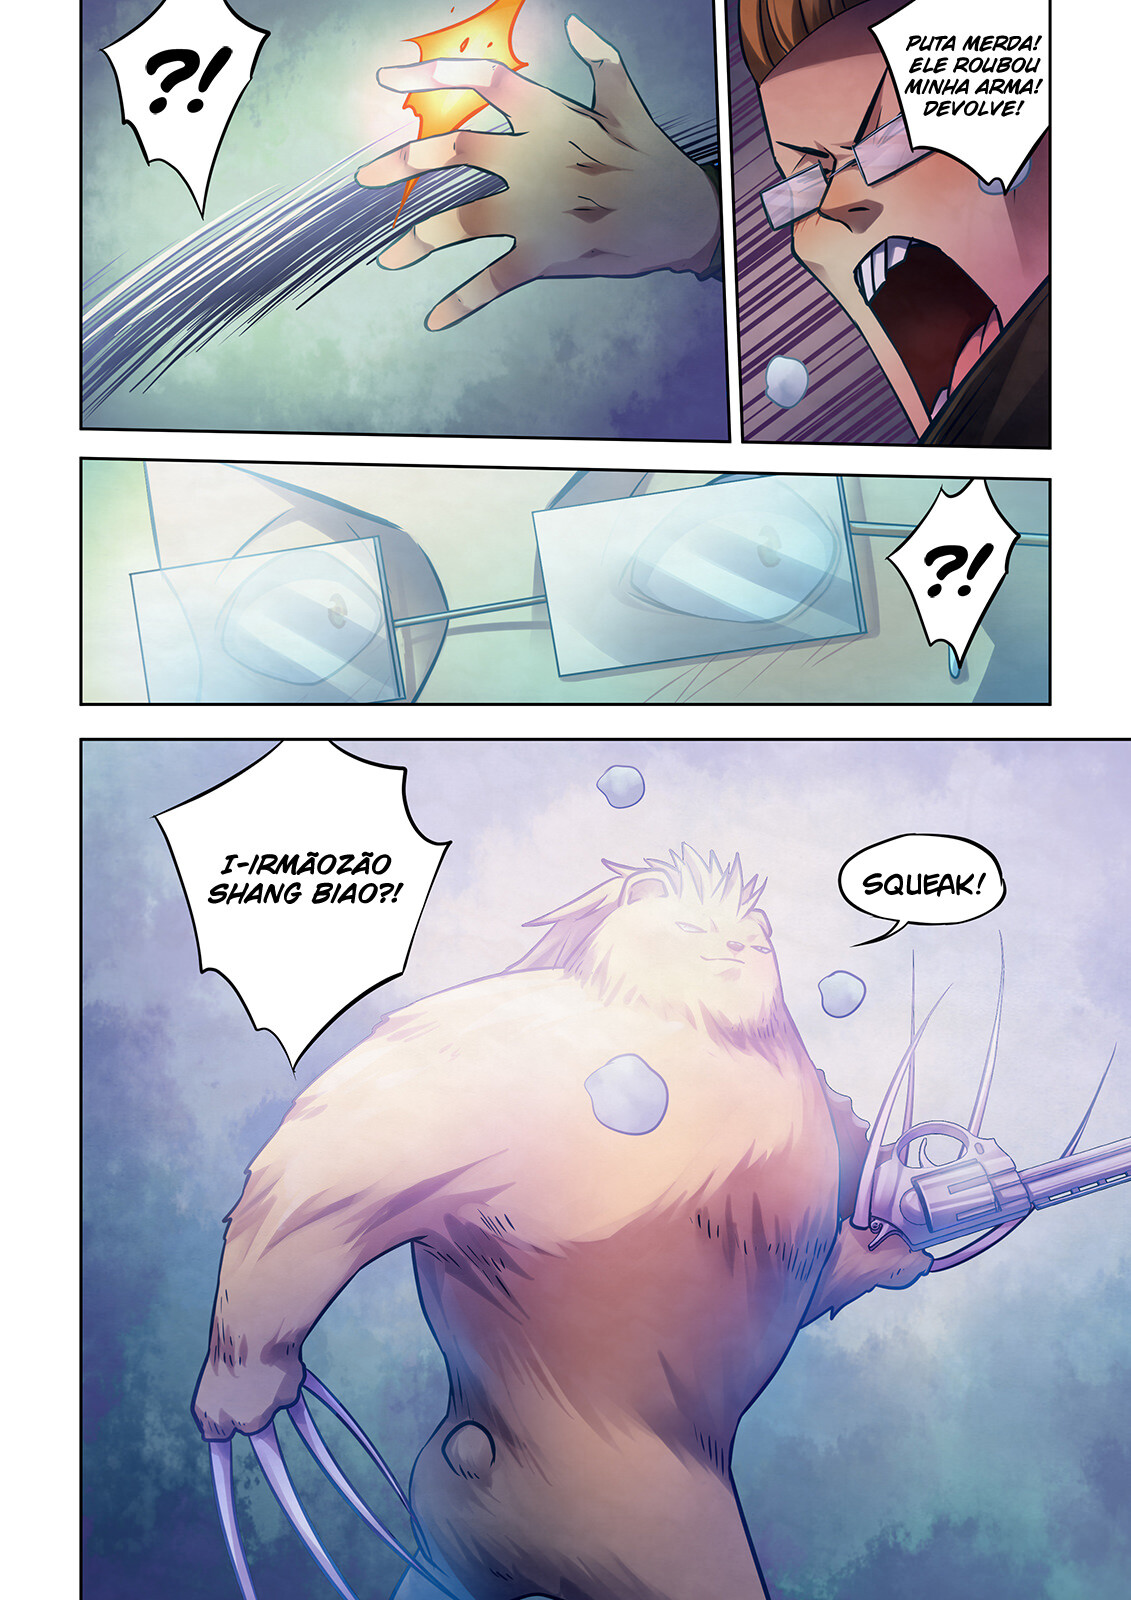 ?!
PUTA MERDA!
ELE ROUBOU
MINHA ARMA!
DEVOLVE!
?!
I-IRMÃOZÃO
SHANG BIAO?!
SQUEAK!